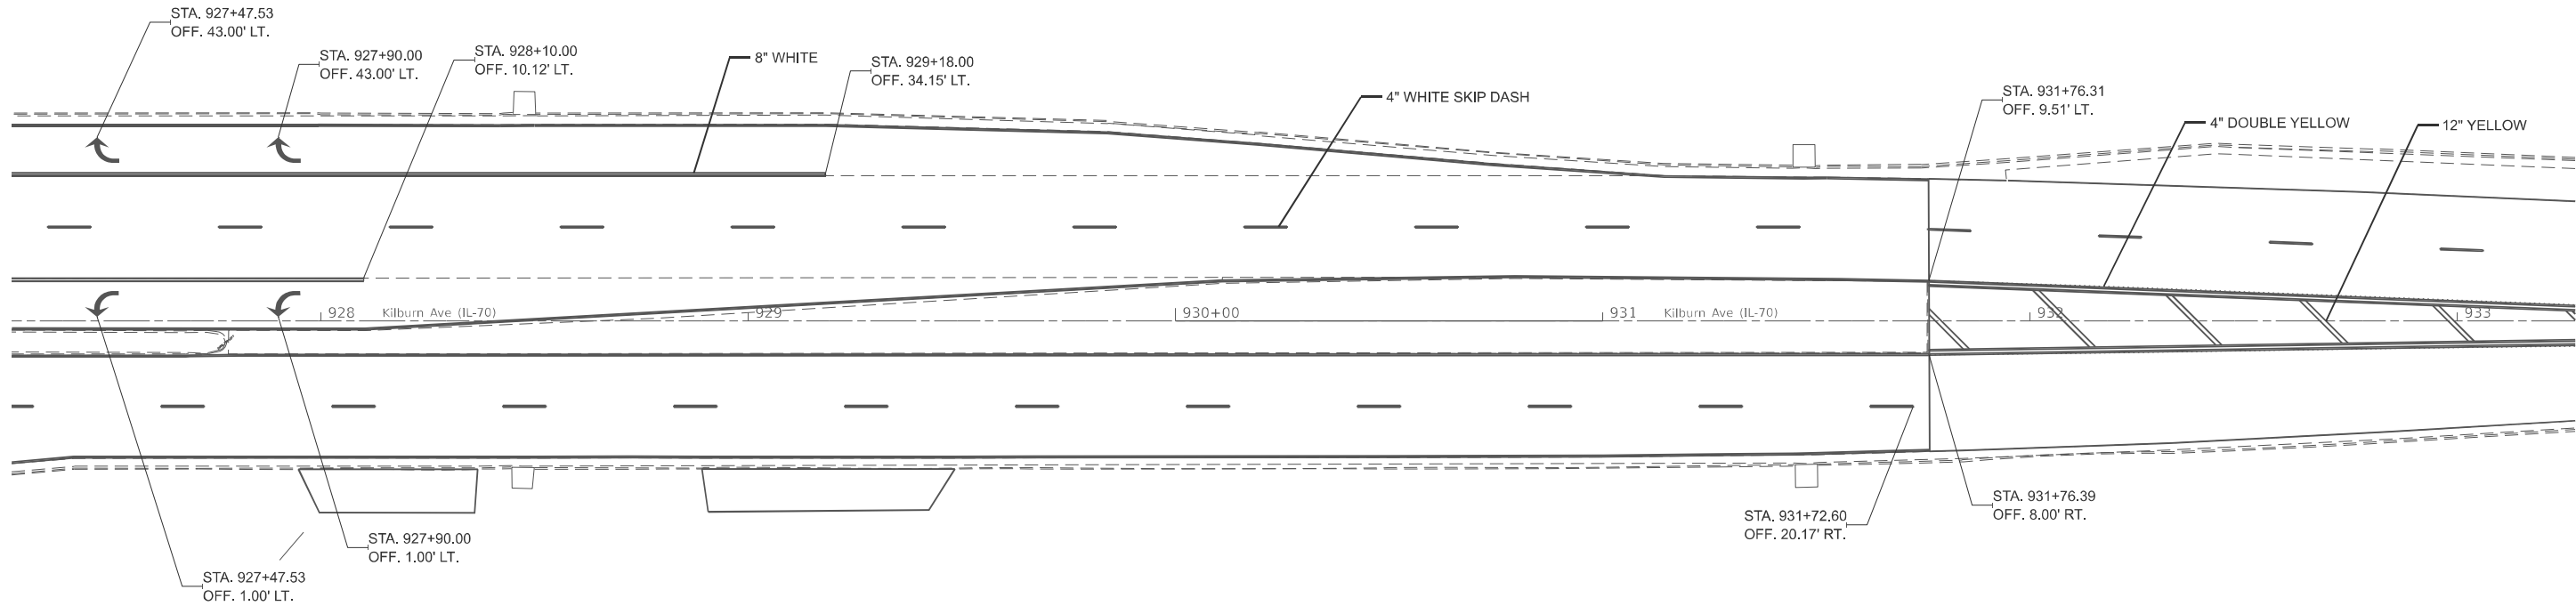 STA. 927+47.53
OFF. 43.00' LT.
STA. 927+90.00
OFF. 43.00' LT.
STA. 928+10.00
OFF. 10.12' LT.
8" WHITE
STA. 929+18.00
OFF. 34.15' LT.
4" WHITE SKIP DASH
STA. 931+76.31
OFF. 9.51' LT.
4" DOUBLE YELLOW
12" YELLOW
928
Kilburn Ave (IL-70)
929
930+00
931
Kilburn Ave (IL-70)
932
933
STA. 931+76.39
OFF. 8.00' RT.
STA. 931+72.60
OFF. 20.17' RT.
STA. 927+90.00
OFF. 1.00' LT.
STA. 927+47.53
OFF. 1.00' LT.